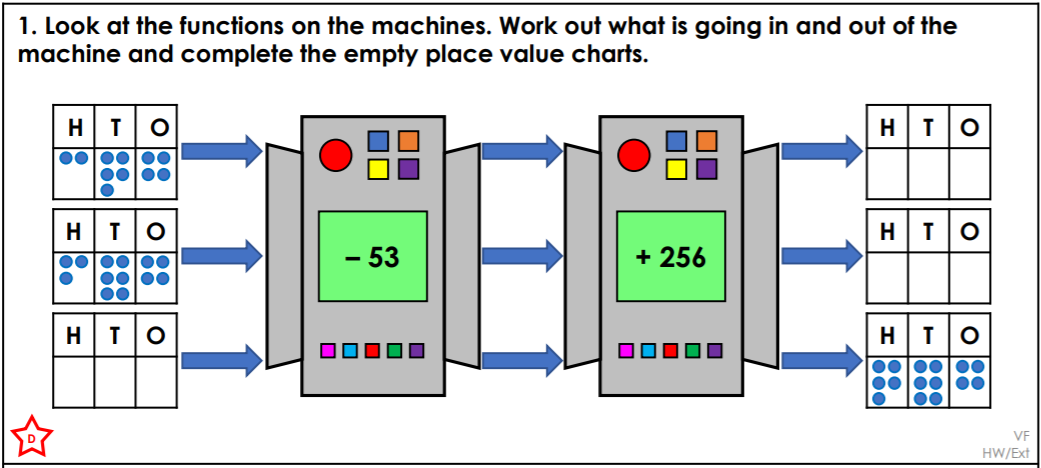 1. Look at the functions on the machines. Work out what is going in and out of the
machine and complete the empty place value charts.
H T O
H T O
– 53
+ 256
H T O
H T O
H T O
H T O
D
VF
HW/Ext